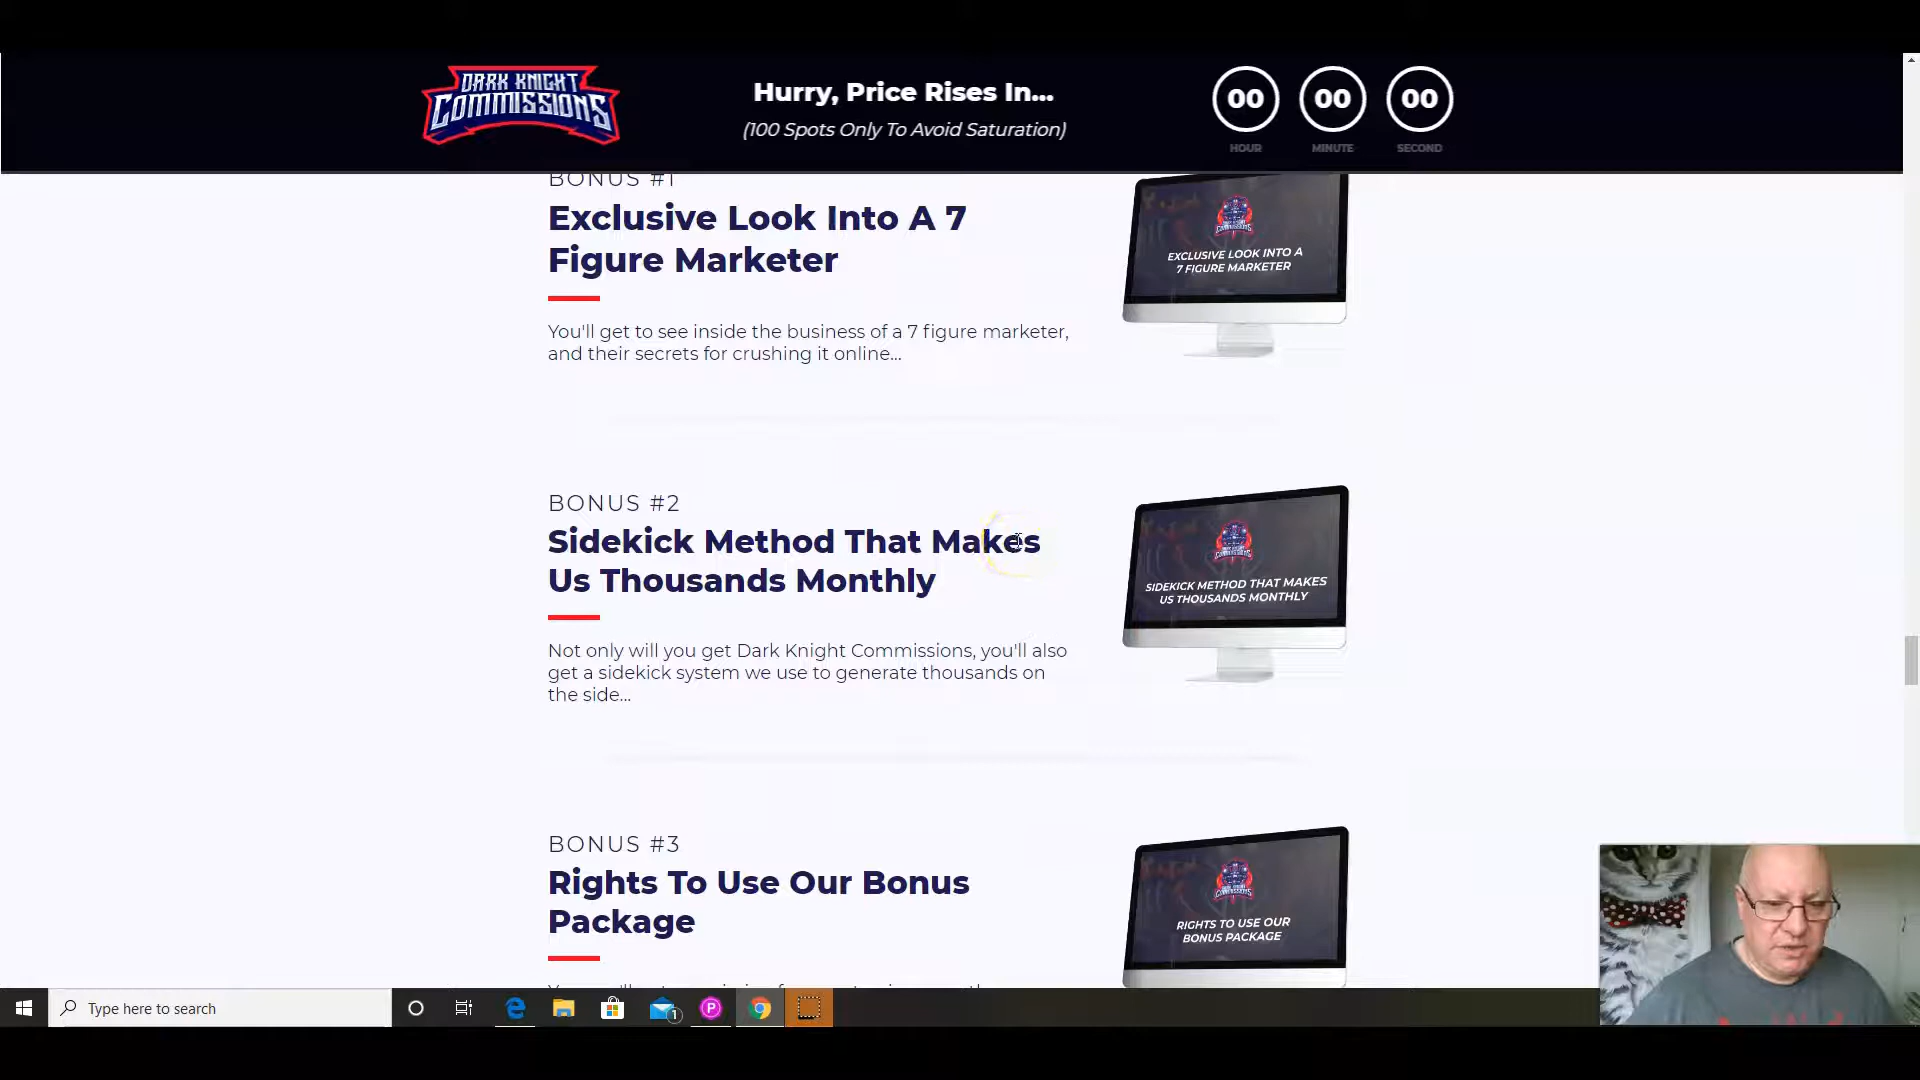 DARK KNIGHT
COMMISSIONS
Hurry, Price Rises In...
(100 Spots Only To Avoid Saturation)
00 00 00
HOUR MINUTE SECOND
BONUS #1
Exclusive Look Into A 7
Figure Marketer
You'll get to see inside the business of a 7 figure marketer,
and their secrets for crushing it online...
EXCLUSIVE LOOK INTO A
7 FIGURE MARKETER
BONUS #2
Sidekick Method That Makes
Us Thousands Monthly
Not only will you get Dark Knight Commissions, you'll also
get a sidekick system we use to generate thousands on
the side...
SIDEKICK METHOD THAT MAKES
US THOUSANDS MONTHLY
BONUS #3
Rights To Use Our Bonus
Package
RIGHTS TO USE OUR
BONUS PACKAGE
Type here to search
1
P